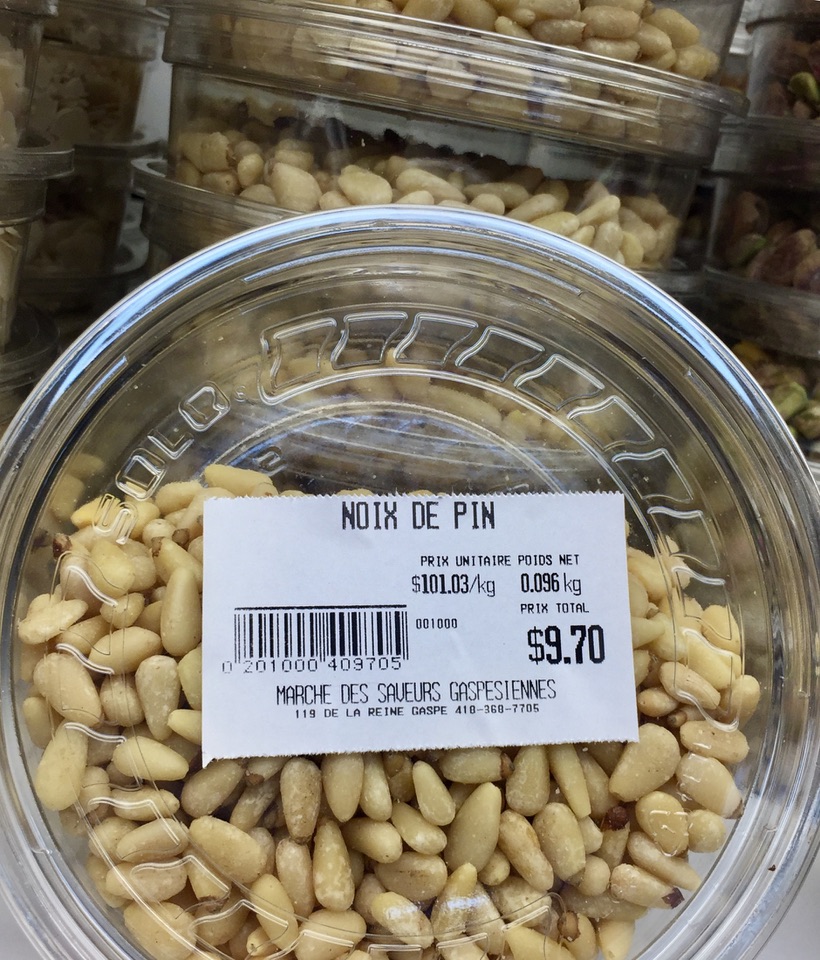 SOLO
NOIX DE PIN
PRIX UNITAIRE POIDS NET
$101.03/kg 0.096 kg
PRIX TOTAL
001000
$9.70
0 201000 409705
MARCHE DES SAVEURS GASPESIENNES
119 DE LA REINE GASPE 418-368-7705